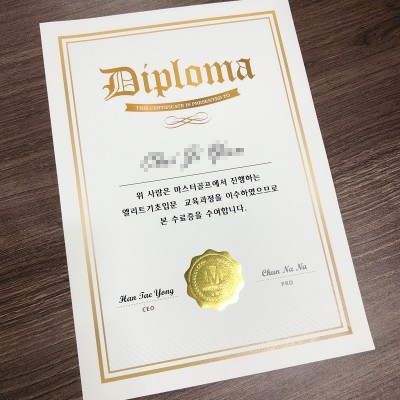 Diploma
THIS CERTIFICATE IS PRESENTED TO
위 사람은 마스터골프에서 진행하는
엘리트기초입문 교육과정을 이수하였으므로
본 수료증을 수여합니다.
M
Han Tae Yong
CEO
Chun Na Na
PRO